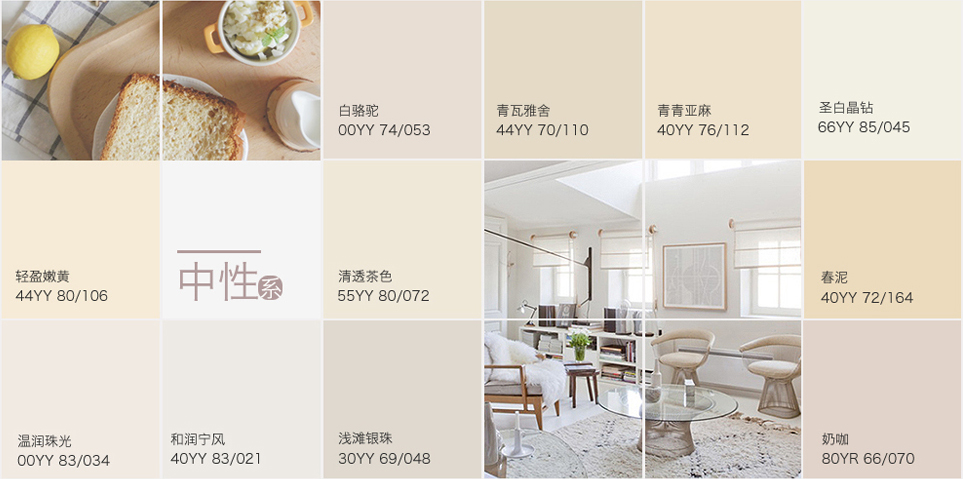 白骆驼
00YY 74/053
青瓦雅舍
44YY 70/110
青青亚麻
40YY 76/112
圣白晶钻
66YY 85/045
轻盈嫩黄
44YY 80/106
中性系
清透茶色
55YY 80/072
春泥
40YY 72/164
温润珠光
00YY 83/034
和润宁风
40YY 83/021
浅滩银珠
30YY 69/048
奶咖
80YR 66/070